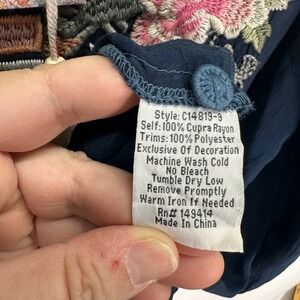 Style: C14819-9
Self: 100% Cupra Rayon
Trims: 100% Polyester
Exclusive Of Decoration
Machine Wash Cold
No Bleach
Tumble Dry Low
Remove Promptly
Warm Iron If Needed
Rn# 149414
Made In China